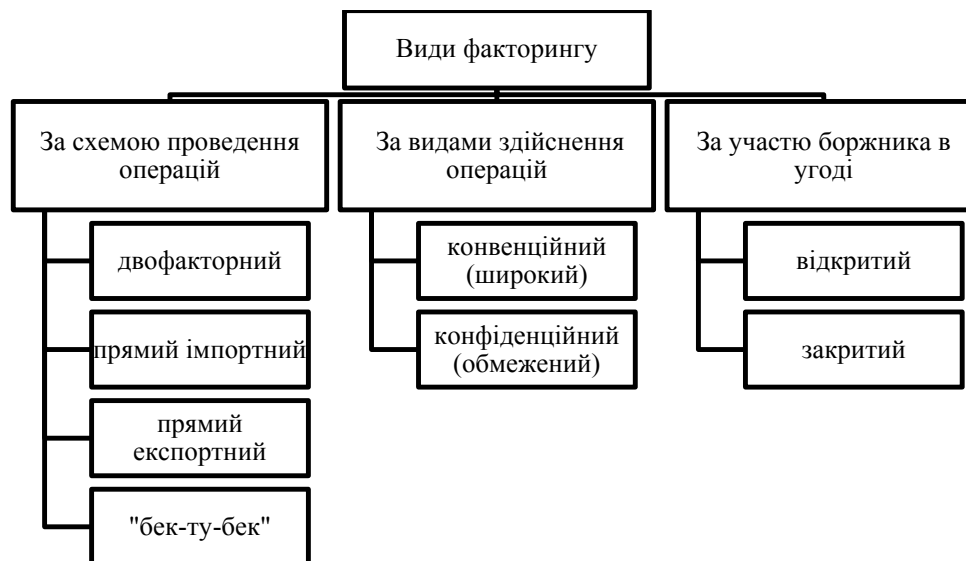 Види факторингу
За схемою проведення
операцій
За видами здійснення
операцій
За участю боржника в
угоді
двофакторний
прямий імпортний
прямий
експортний
"бек-ту-бек"
конвенційний
(широкий)
конфіденційний
(обмежений)
відкритий
закритий